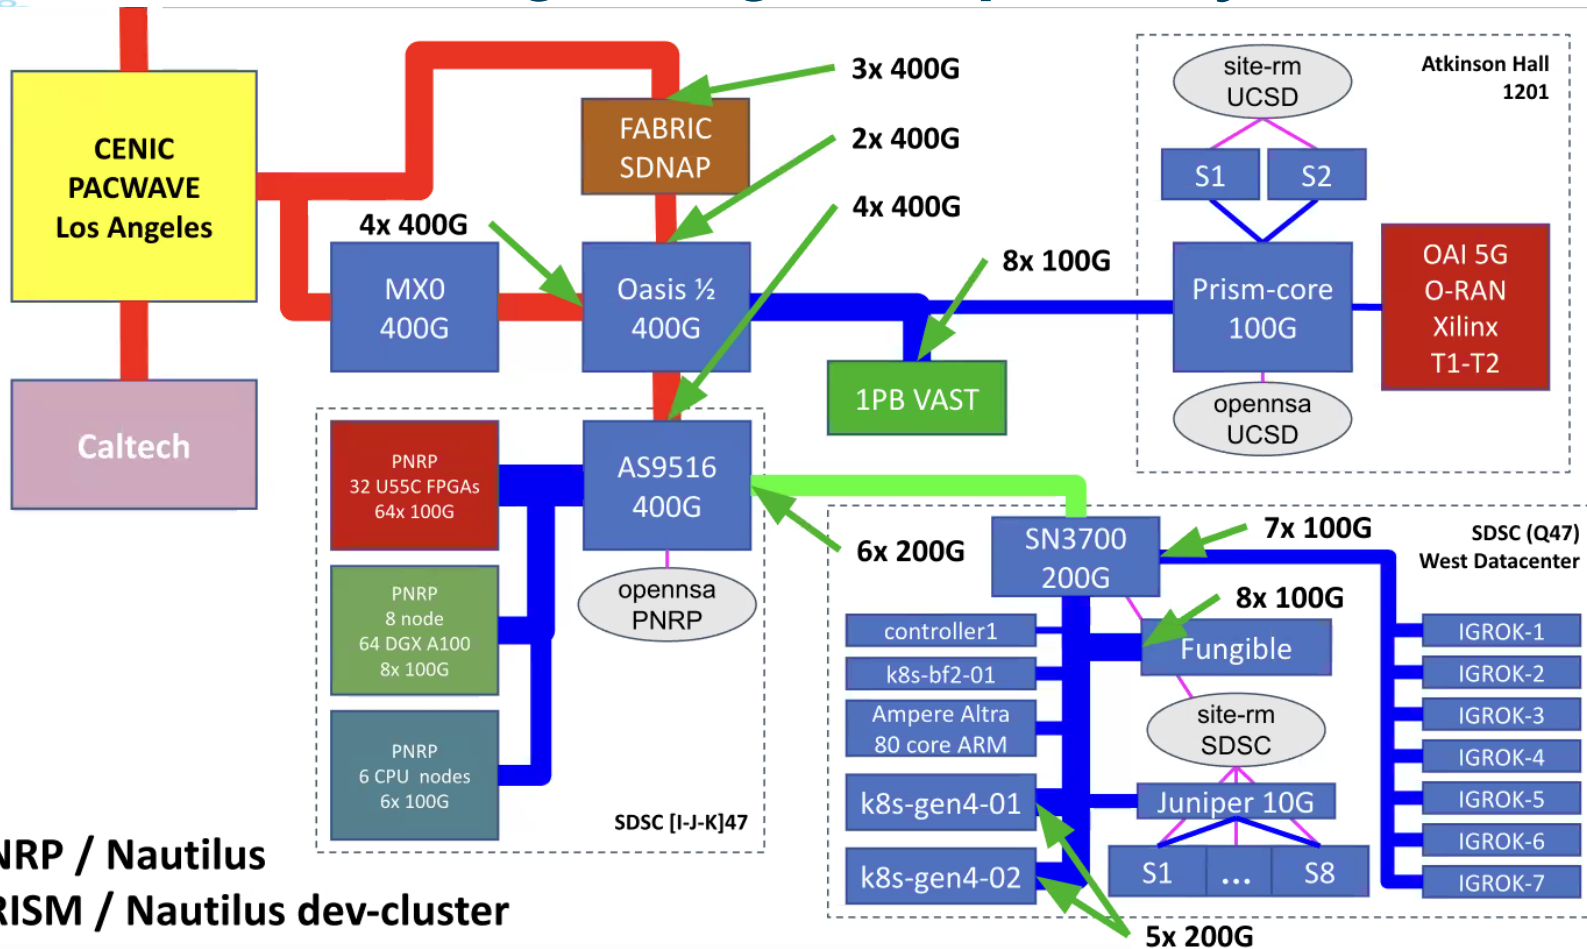 3x 400G
FABRIC
SDNAP
2x 400G
4x 400G
4x 400G
CENIC
PACWAVE
Los Angeles
MX0
400G
Oasis ½
400G
8x 100G
1PB VAST
Caltech
Atkinson Hall
1201
site-rm
UCSD
S1
S2
Prism-core
100G
OAI 5G
O-RAN
Xilinx
T1-T2
opennsa
UCSD
PNRP
32 U55C FPGAs
64x 100G
AS9516
400G
opennsa
PNRP
PNRP
8 node
64 DGX A100
8x 100G
PNRP
6 CPU nodes
6x 100G
SDSC [I-J-K]47
6x 200G
SN3700
200G
7x 100G
SDSC (Q47)
West Datacenter
8x 100G
controller1
k8s-bf2-01
Ampere Altra
80 core ARM
k8s-gen4-01
k8s-gen4-02
Fungible
site-rm
SDSC
Juniper 10G
S1
...
S8
IGROK-1
IGROK-2
IGROK-3
IGROK-4
IGROK-5
IGROK-6
IGROK-7
5x 200G
NRP / Nautilus
RISM / Nautilus dev-cluster